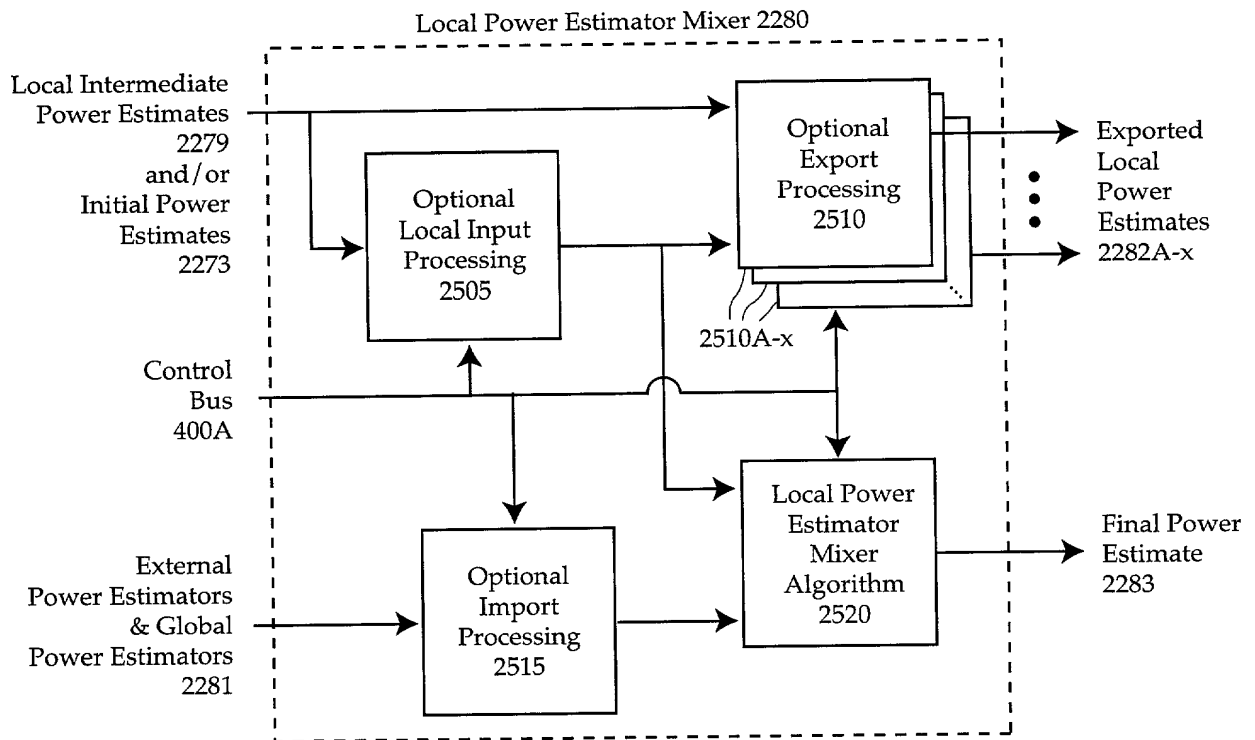 Local Power Estimator Mixer 2280
Local Intermediate
Power Estimates
2279
and/or
Initial Power
Estimates
2273
Optional
Local Input
Processing
2505
Optional
Export
Processing
2510
2510A-x
Exported
Local
Power
Estimates
2282A-x
Control
Bus
400A
External
Power Estimators
& Global
Power Estimators
2281
Optional
Import
Processing
2515
Local Power
Estimator
Mixer
Algorithm
2520
Final Power
Estimate
2283